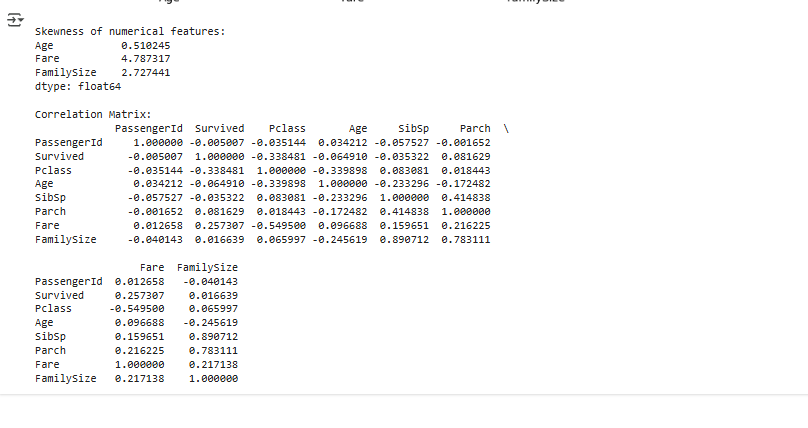 Skewness of numerical features:
Age 0.510245
Fare 4.787317
FamilySize 2.727441
dtype: float64
Correlation Matrix:
PassengerId Survived Pclass Age SibSp Parch \
PassengerId 1.000000 -0.005007 -0.035144 0.034212 -0.057527 -0.001652
Survived -0.005007 1.000000 -0.338481 -0.064910 -0.035322 0.081629
Pclass -0.035144 -0.338481 1.000000 -0.339898 0.083081 0.018443
Age 0.034212 -0.064910 -0.339898 1.000000 -0.233296 -0.172482
SibSp -0.057527 -0.035322 0.083081 -0.233296 1.000000 0.414838
Parch -0.001652 0.081629 0.018443 -0.172482 0.414838 1.000000
Fare 0.012658 0.257307 -0.549500 0.096688 0.159651 0.216225
FamilySize -0.040143 0.016639 0.065997 -0.245619 0.890712 0.783111
Fare FamilySize
PassengerId 0.012658 -0.040143
Survived 0.257307 0.016639
Pclass -0.549500 0.065997
Age 0.096688 -0.245619
SibSp 0.159651 0.890712
Parch 0.216225 0.783111
Fare 1.000000 0.217138
FamilySize 0.217138 1.000000